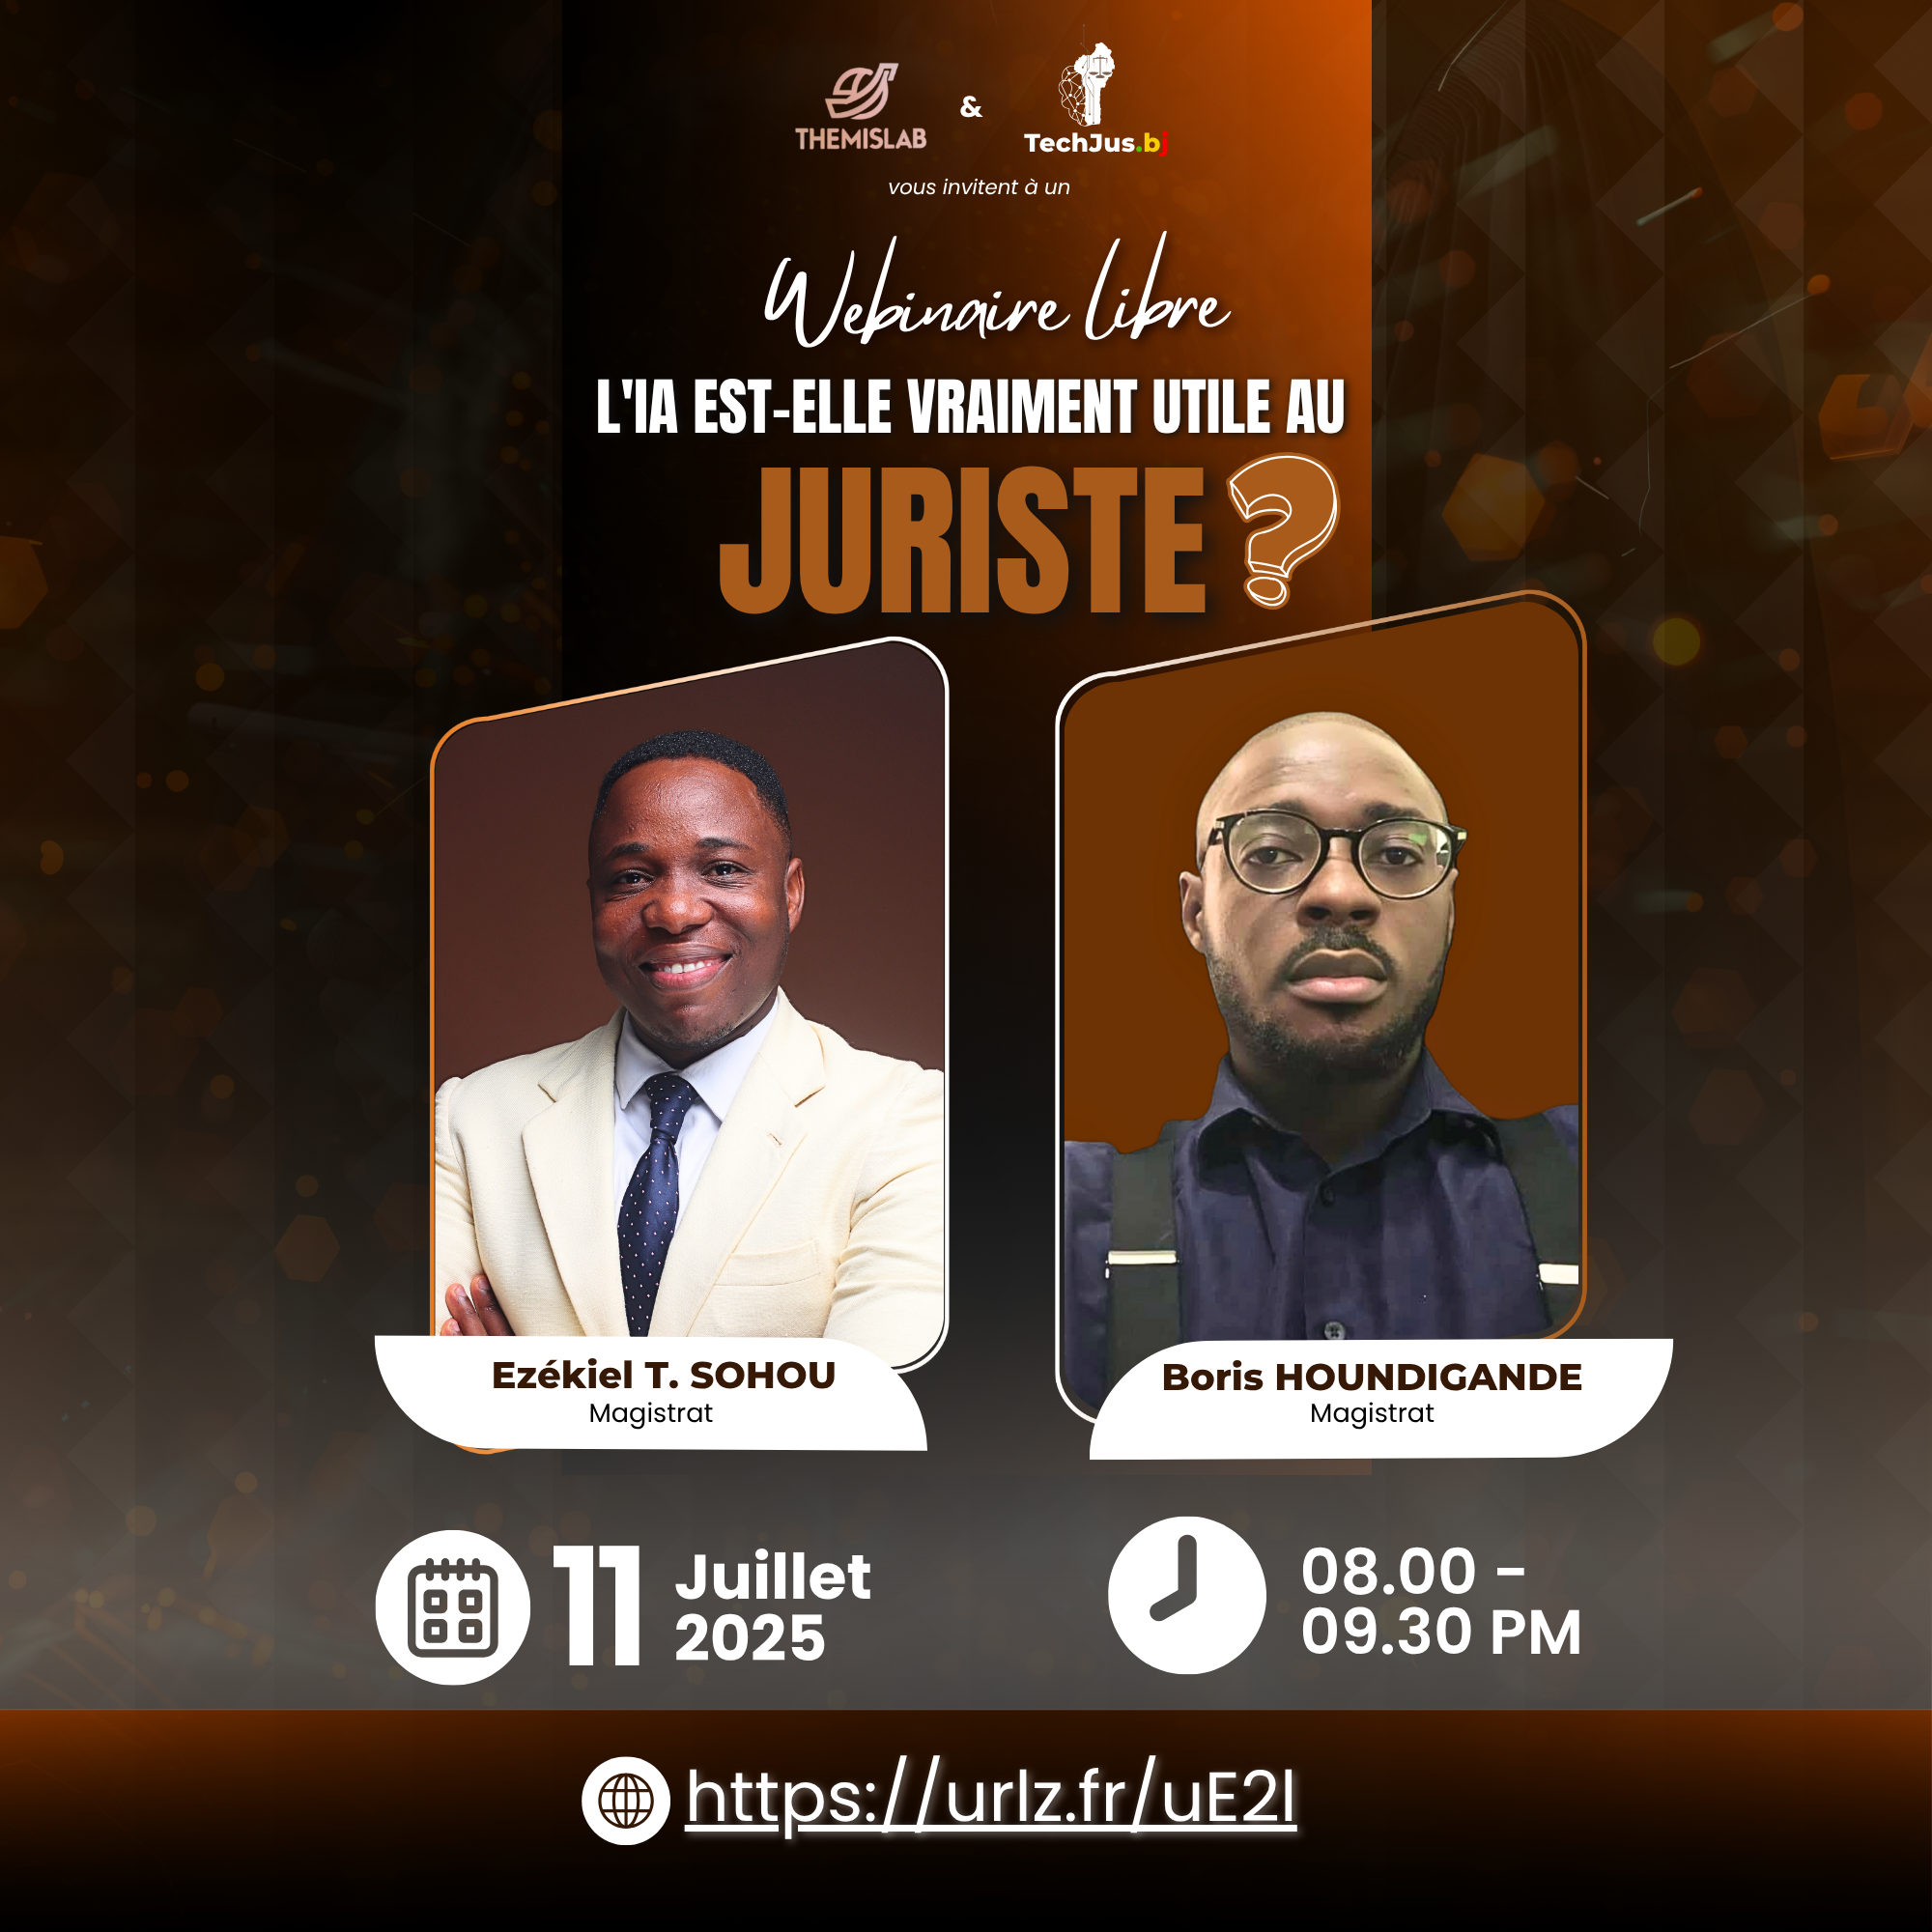 THEMISLAB
&
TechJus.bj
vous invitent à un
Webinaire Libre
L'IA EST-ELLE VRAIMENT UTILE AU
JURISTE ?
Ezékiel T. SOHOU
Magistrat
Boris HOUNDIGANDE
Magistrat
11
Juillet
2025
08.00 -
09.30 PM
https://urlz.fr/uE2l